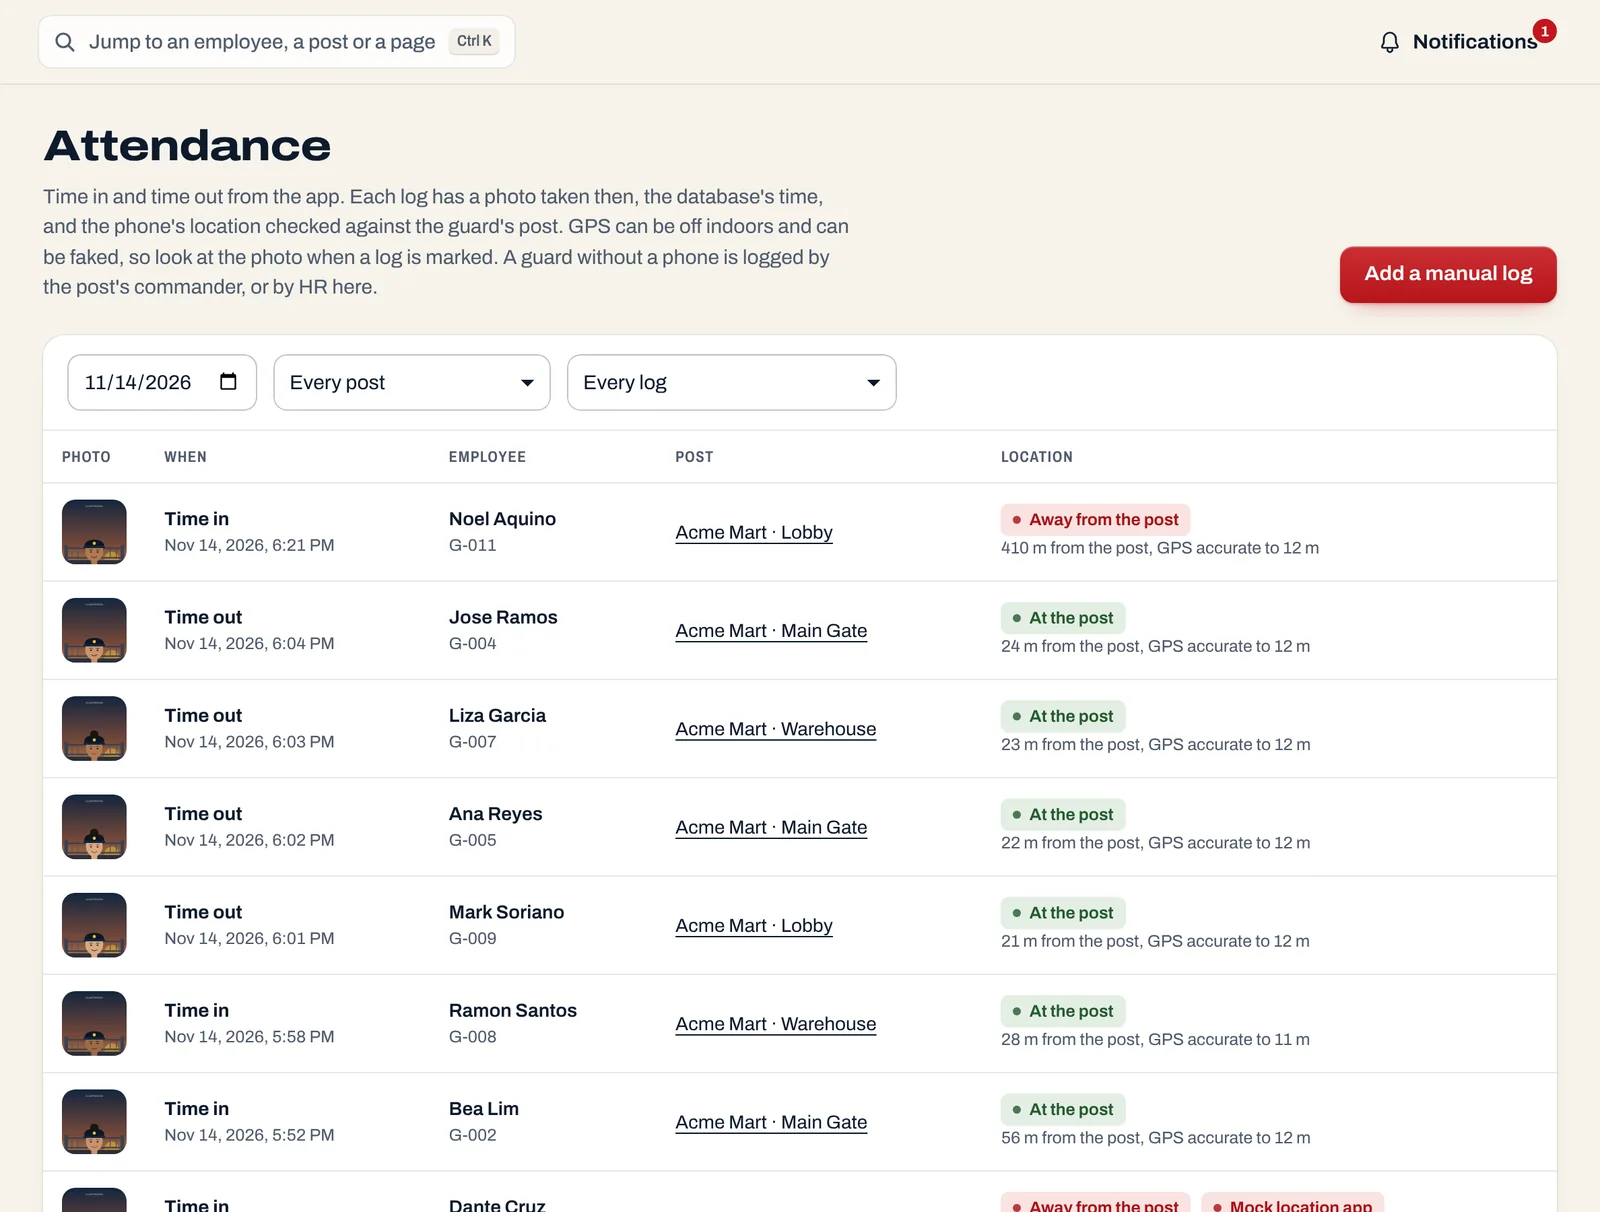 Jump to an employee, a post or a page
Ctrl K
Notifications
1
Attendance
Time in and time out from the app. Each log has a photo taken then, the database's time,
and the phone's location checked against the guard's post. GPS can be off indoors and can
be faked, so look at the photo when a log is marked. A guard without a phone is logged by
the post's commander, or by HR here.
Add a manual log
11/14/2026
Every post
Every log
PHOTO WHEN EMPLOYEE POST LOCATION
Time in
Nov 14, 2026, 6:21 PM
Noel Aquino
G-011
Acme Mart · Lobby
Away from the post
410 m from the post, GPS accurate to 12 m
Time out
Nov 14, 2026, 6:04 PM
Jose Ramos
G-004
Acme Mart · Main Gate
At the post
24 m from the post, GPS accurate to 12 m
Time out
Nov 14, 2026, 6:03 PM
Liza Garcia
G-007
Acme Mart · Warehouse
At the post
23 m from the post, GPS accurate to 12 m
Time out
Nov 14, 2026, 6:02 PM
Ana Reyes
G-005
Acme Mart · Main Gate
At the post
22 m from the post, GPS accurate to 12 m
Time out
Nov 14, 2026, 6:01 PM
Mark Soriano
G-009
Acme Mart · Lobby
At the post
21 m from the post, GPS accurate to 12 m
Time in
Nov 14, 2026, 5:58 PM
Ramon Santos
G-008
Acme Mart · Warehouse
At the post
28 m from the post, GPS accurate to 11 m
Time in
Nov 14, 2026, 5:52 PM
Bea Lim
G-002
Acme Mart · Main Gate
At the post
56 m from the post, GPS accurate to 12 m
Time in
Dante Cruz
Away from the post
Mock location app